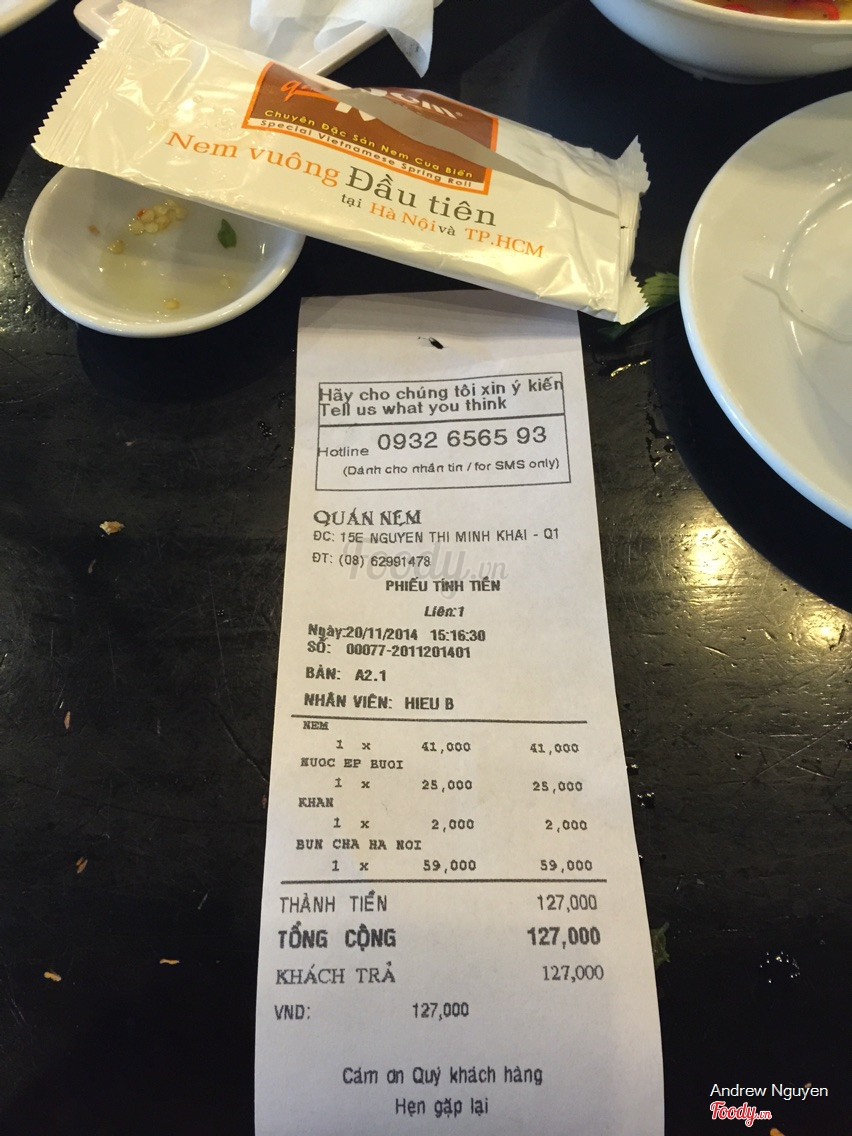 Chuyên Đặc Sản Nem Cua Biển
Special Vietnamese Spring Roll
Nem vuông Đầu tiên
tại Hà Nội và TP.HCM
Hãy cho chúng tôi xin ý kiến
Tell us what you think
Hotline 0932 6565 93
(Dành cho nhắn tin / for SMS only)
QUÁN NEM
ĐC: 15E NGUYEN THI MINH KHAI - Q1
ĐT: (08) 62991478
Foody.vn
PHIẾU TÍNH TIỀN
Liên:1
Ngày:20/11/2014 15:16:30
SỐ: 00077-2011201401
BÀN: A2.1
NHÂN VIÊN: HIEU B
NEM
1 x 41,000 41,000
NUOC EP BUOI
1 x 25,000 25,000
KHAN
1 x 2,000 2,000
BUN CHA HA NOI
1 x 59,000 59,000
THÀNH TIỀN 127,000
TỔNG CỘNG 127,000
KHÁCH TRẢ 127,000
VND: 127,000
Cám ơn Quý khách hàng
Hẹn gặp lại
Andrew Nguyen
Foody.vn